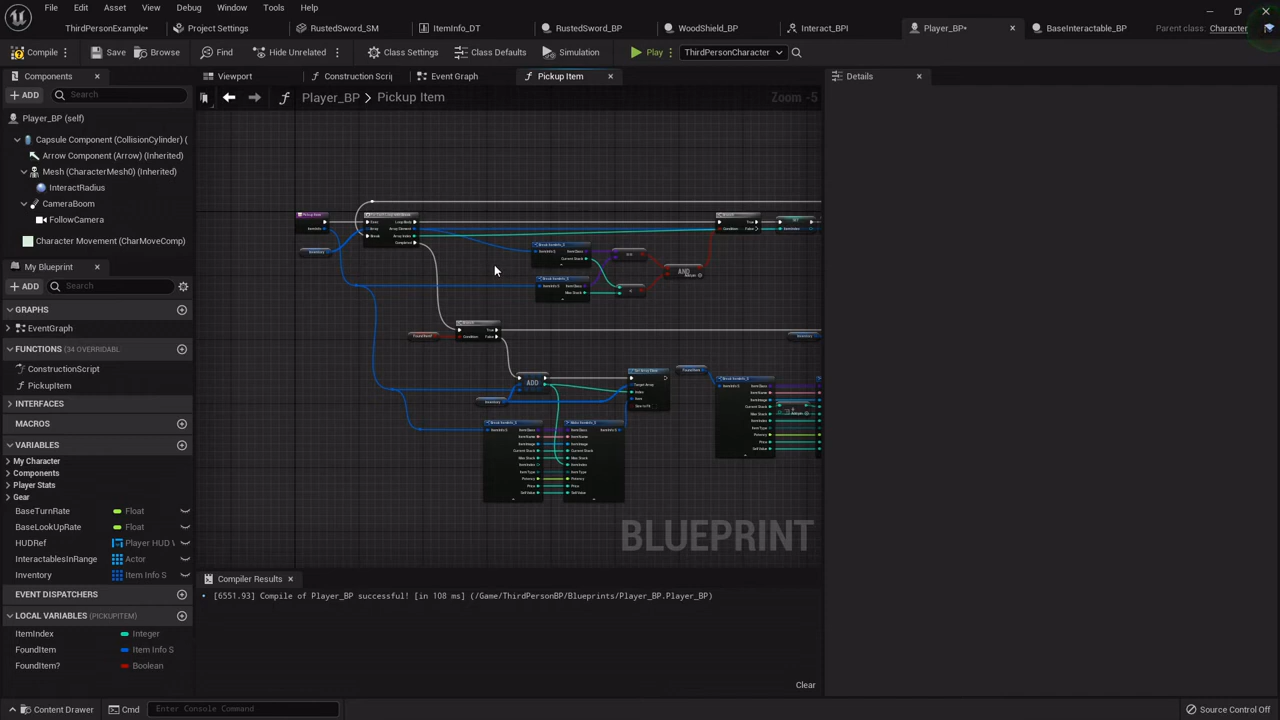 File Edit Asset View Debug Window Tools Help
ThirdPersonExample• Project Settings RustedSword_SM ItemInfo_DT RustedSword_BP WoodShield_BP Interact_BPI Player_BP• BaseInteractable_BP Parent class: Character
Compile Save Browse Find Hide Unrelated Class Settings Class Defaults Simulation Play ThirdPersonCharacter
Components Viewport Construction Scrip Event Graph Pickup Item Details
+ ADD Search Player_BP > Pickup Item Zoom -5
Player_BP (self)
Capsule Component (CollisionCylinder) (
Arrow Component (Arrow) (Inherited)
Mesh (CharacterMesh0) (Inherited)
InteractRadius
CameraBoom
FollowCamera
Character Movement (CharMoveComp)
My Blueprint
+ ADD Search
GRAPHS
EventGraph
FUNCTIONS (34 OVERRIDABL
ConstructionScript
PickupItem
INTERFACES
MACROS
VARIABLES
My Character
Components
Player Stats
Gear
BaseTurnRate Float
BaseLookUpRate Float
HUDRef Player HUD
InteractablesInRange Actor
Inventory Item Info S
EVENT DISPATCHERS
LOCAL VARIABLES (PICKUPITEM)
ItemIndex Integer
FoundItem Item Info S
FoundItem? Boolean
AND
ADD
BLUEPRINT
Compiler Results
[6551.93] Compile of Player_BP successful! [in 108 ms] (/Game/ThirdPersonBP/Blueprints/Player_BP.Player_BP)
Clear
Content Drawer Cmd Enter Console Command Source Control Off